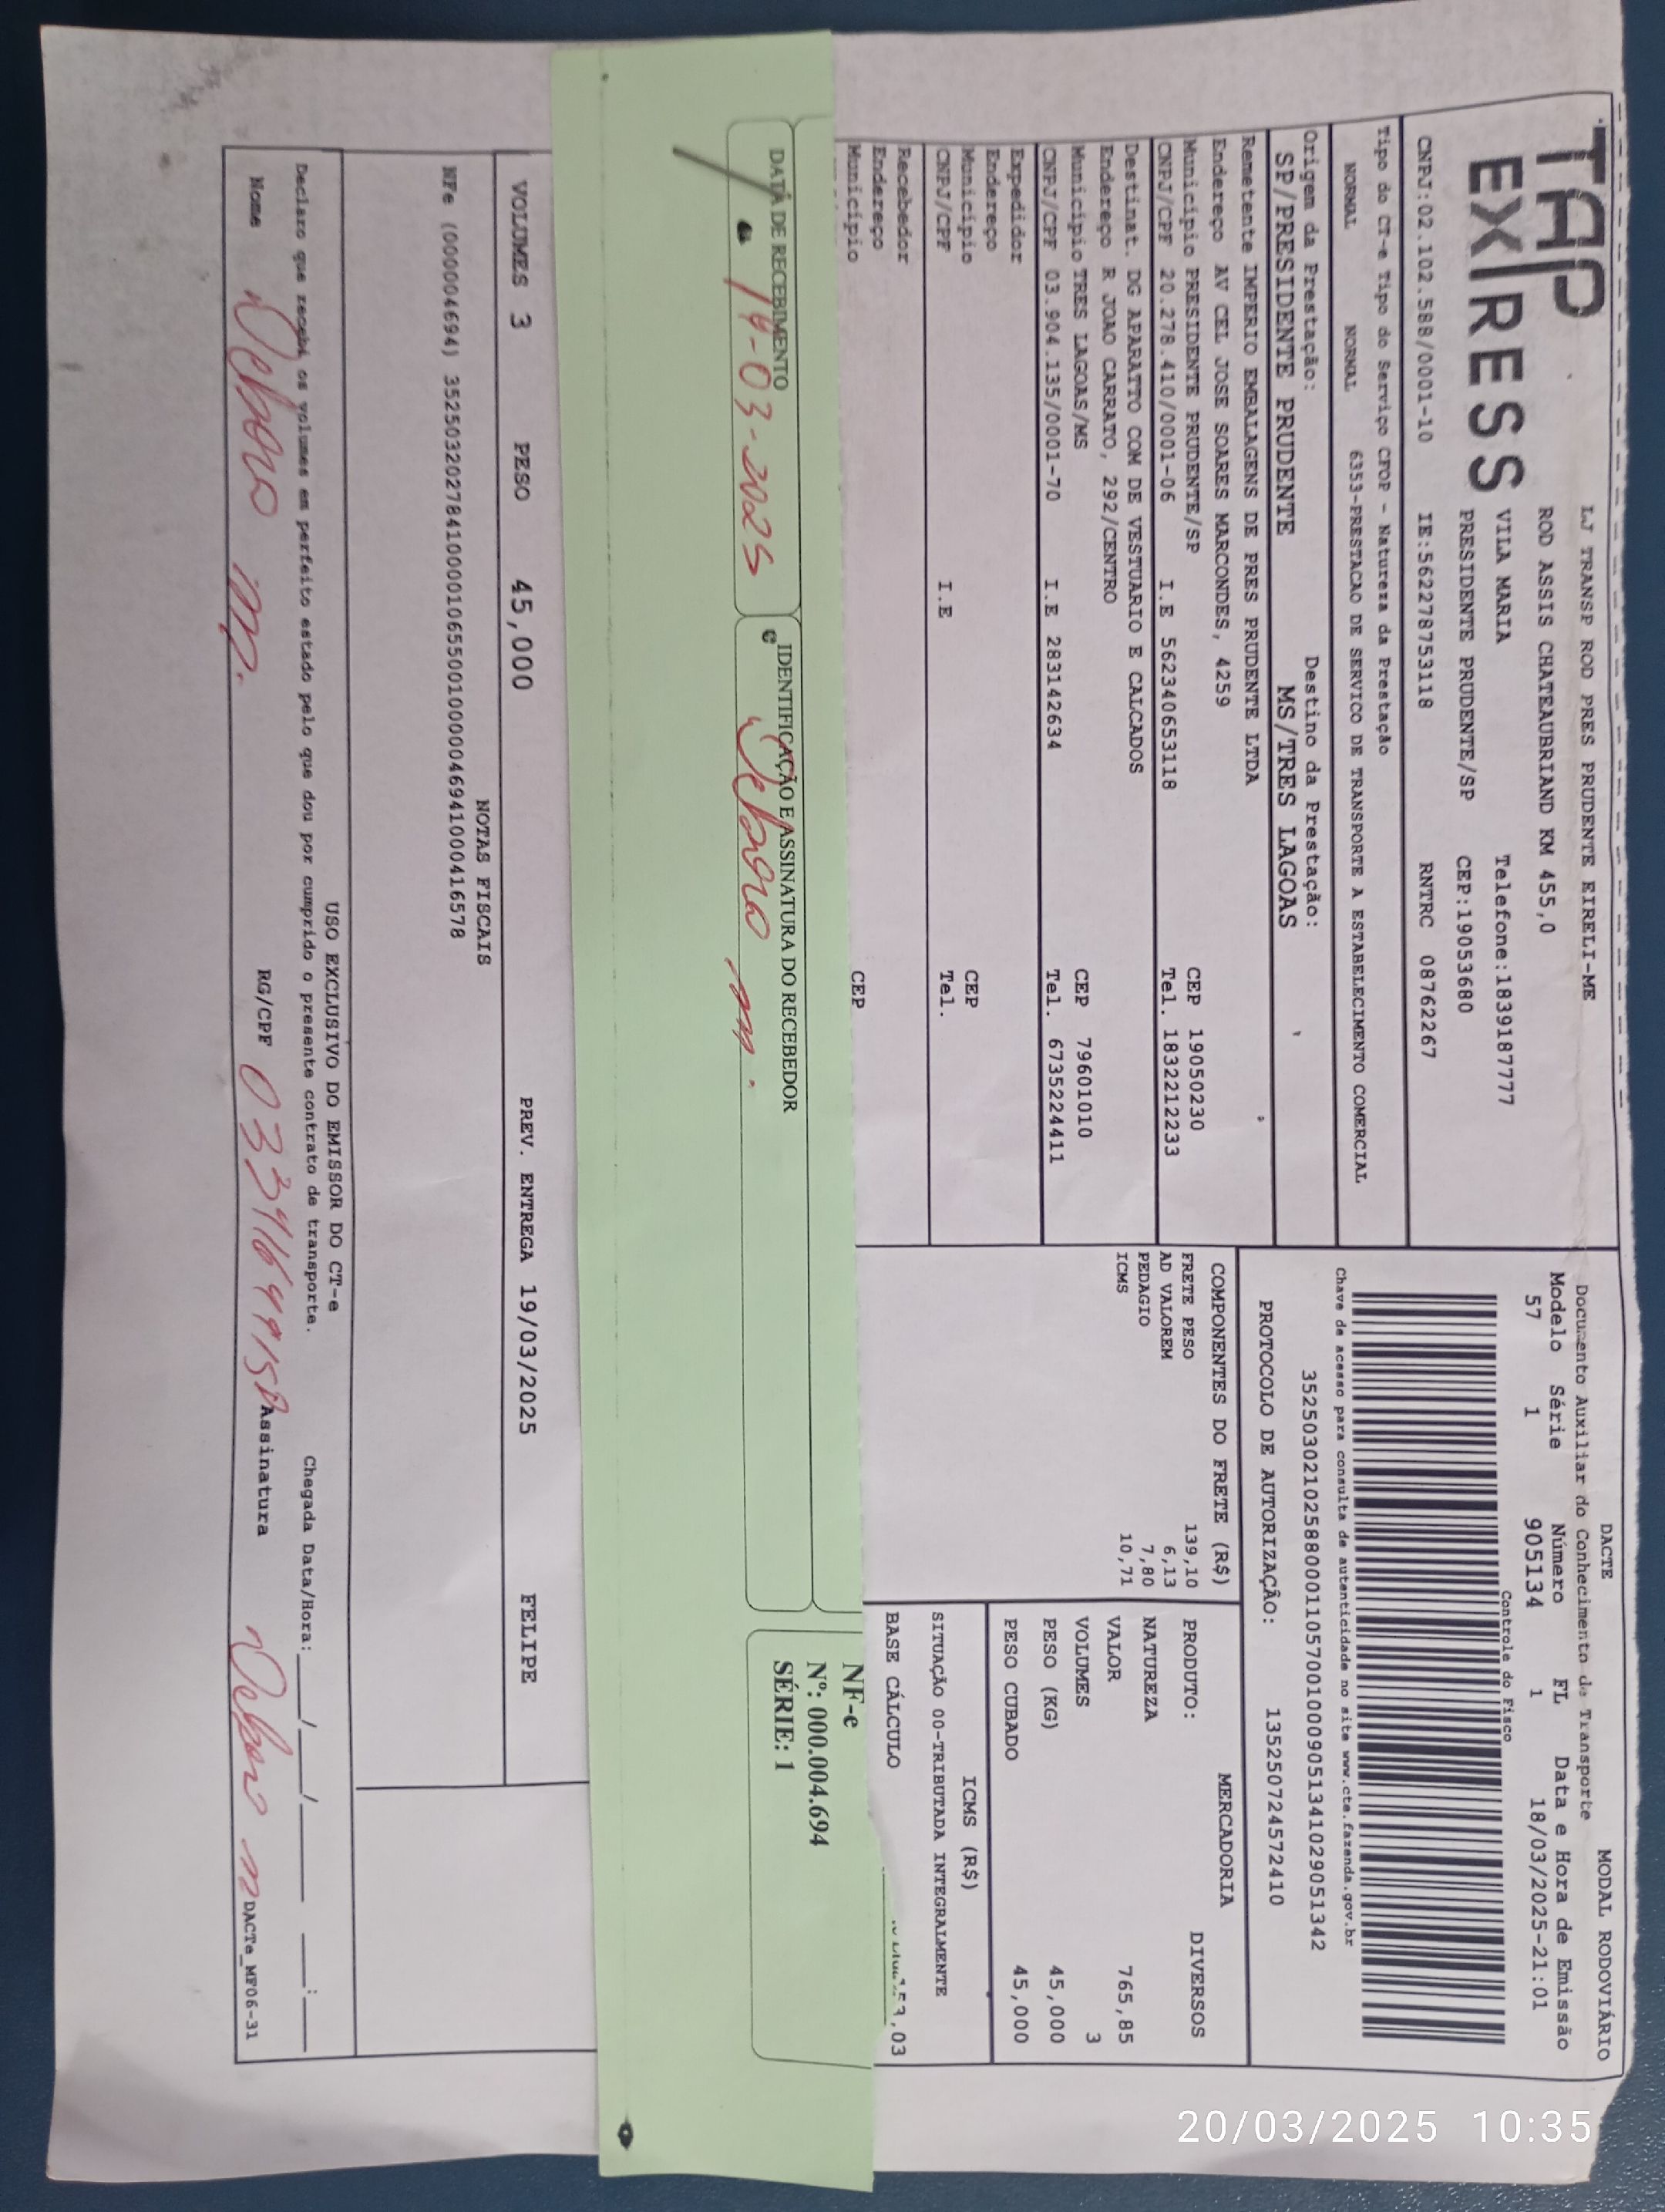 TAP
EXPRESS
LJ TRANSP ROD PRES PRUDENTE EIRELI-ME
ROD ASSIS CHATEAUBRIAND KM 455,0
VILA MARIA Telefone:1839187777
PRESIDENTE PRUDENTE/SP CEP:19053680
CNPJ:02.102.588/0001-10 IE:562278753118 RNTRC 08762267
Tipo do CT-e Tipo do Serviço CFOP - Natureza da Prestação
NORMAL NORMAL 6353-PRESTACAO DE SERVICO DE TRANSPORTE A ESTABELECIMENTO COMERCIAL
Origem da Prestação: Destino da Prestação:
SP/PRESIDENTE PRUDENTE MS/TRES LAGOAS
Remetente IMPERIO EMBALAGENS DE PRES PRUDENTE LTDA
Endereço AV CEL JOSE SOARES MARCONDES, 4259
Município PRESIDENTE PRUDENTE/SP CEP 19050230
CNPJ/CPF 20.278.410/0001-06 I.E 562340653118 Tel. 1832212233
Destinat. DG APARATTO COM DE VESTUARIO E CALCADOS
Endereço R JOAO CARRATO, 292/CENTRO
Município TRES LAGOAS/MS CEP 79601010
CNPJ/CPF 03.904.135/0001-70 I.E 283142634 Tel. 6735224411
Expedidor
Endereço
Município CEP
CNPJ/CPF I.E Tel.
Recebedor
Endereço
Município CEP
DACTE MODAL RODOVIÁRIO
Documento Auxiliar do Conhecimento de Transporte
Modelo Série Número FL Data e Hora de Emissão
57 1 905134 1 18/03/2025-21:01
Controle do Fisco
Chave de acesso para consulta de autenticidade no site www.cte.fazenda.gov.br
35250302102588000110570010009051341029051342
PROTOCOLO DE AUTORIZAÇÃO: 135250724572410
COMPONENTES DO FRETE (R$)
FRETE PESO 139,10
AD VALOREM 6,13
PEDAGIO 7,80
ICMS 10,71
MERCADORIA
PRODUTO: DIVERSOS
NATUREZA
VALOR 765,85
VOLUMES 3
PESO (KG) 45,000
PESO CUBADO 45,000
ICMS (R$)
SITUAÇÃO 00-TRIBUTADA INTEGRALMENTE
BASE CÁLCULO
,03
DATA DE RECEBIMENTO IDENTIFICAÇÃO E ASSINATURA DO RECEBEDOR
19-03-2025 Debora m.
NF-e
Nº: 000.004.694
SÉRIE: 1
VOLUMES 3 PESO 45,000 PREV. ENTREGA 19/03/2025 FELIPE
NOTAS FISCAIS
NFe (000004694) 35250320278410000106550010000046941000416578
USO EXCLUSIVO DO EMISSOR DO CT-e
Declaro que recebi os volumes em perfeito estado pelo que dou por cumprido o presente contrato de transporte. Chegada Data/Hora: ___/___/_____ ___:___
Nome Debora m. RG/CPF Assinatura Debora m DACTe_MF06-31
20/03/2025 10:35